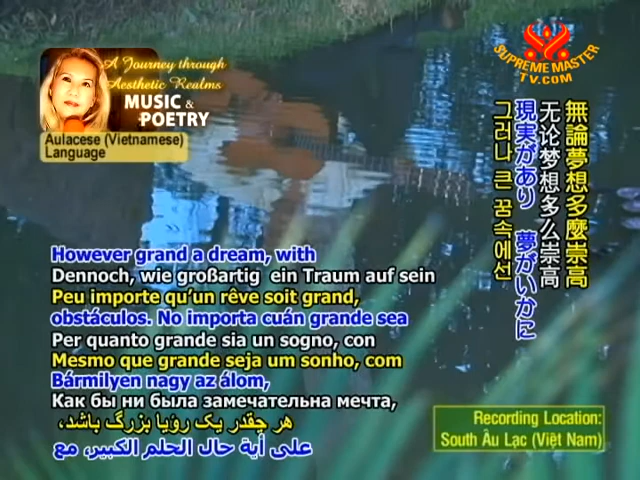 A Journey through
Aesthetic Realms
MUSIC &
POETRY
Aulacese (Vietnamese)
Language
SUPREME MASTER
TV.COM
無論夢想多麼崇高
无论梦想多么崇高
現実があり 夢がいかに
그러나 큰 꿈속에선
However grand a dream, with
Dennoch, wie großartig ein Traum auf sein
Peu importe qu'un rêve soit grand,
obstáculos. No importa cuán grande sea
Per quanto grande sia un sogno, con
Mesmo que grande seja um sonho, com
Bármilyen nagy az álom,
Как бы ни была замечательна мечта,
هر چقدر یک رؤیا بزرگ باشد،
على أية حال الحلم الكبير، مع
Recording Location:
South Âu Lạc (Việt Nam)